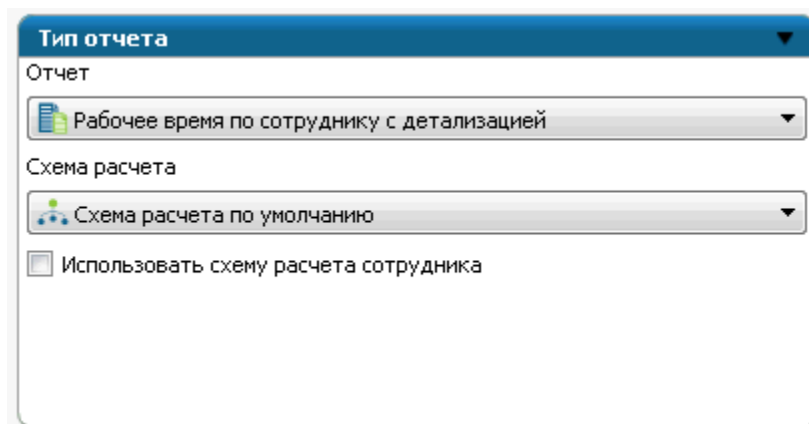 Тип отчета
Отчет
Рабочее время по сотруднику с детализацией
Схема расчета
Схема расчета по умолчанию
Использовать схему расчета сотрудника